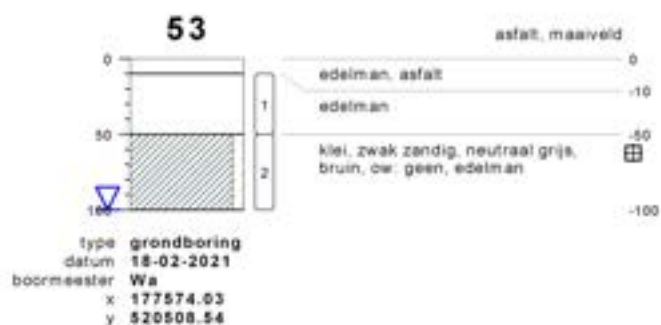 53
asfalt, maaiveld
0
0
edelman, asfalt
-10
1
edelman
50
-50
klei, zwak zandig, neutraal grijs,
bruin, ow: geen, edelman
2
100
-100
type grondboring
datum 18-02-2021
boormeester Wa
x 177574.03
y 520508.54